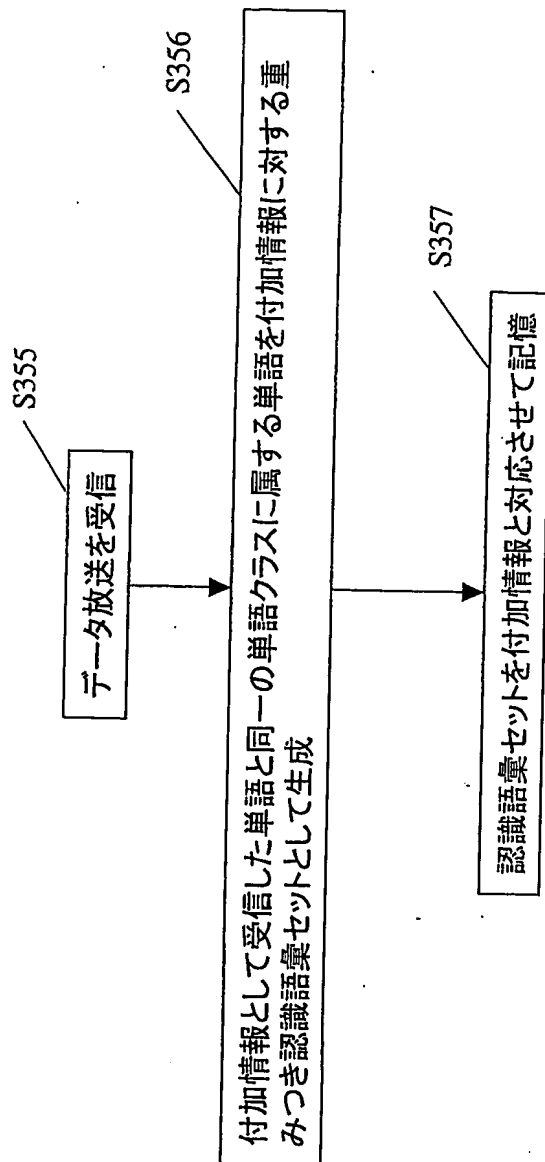 S355
データ放送を受信
S356
付加情報として受信した単語と同一の単語クラスに属する単語を付加情報に対する重
みつき認識語彙セットとして生成
S357
認識語彙セットを付加情報と対応させて記憶